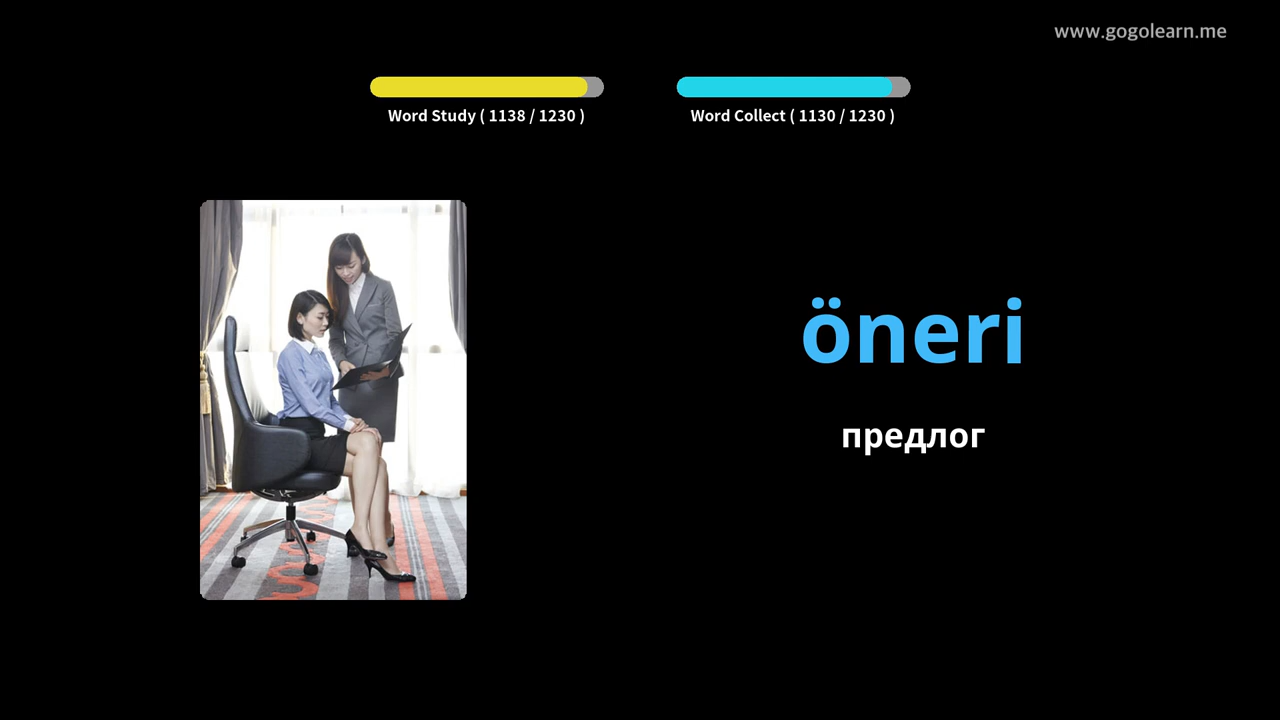 www.gogolearn.me
Word Study ( 1138 / 1230 )
Word Collect ( 1130 / 1230 )
öneri
предлог